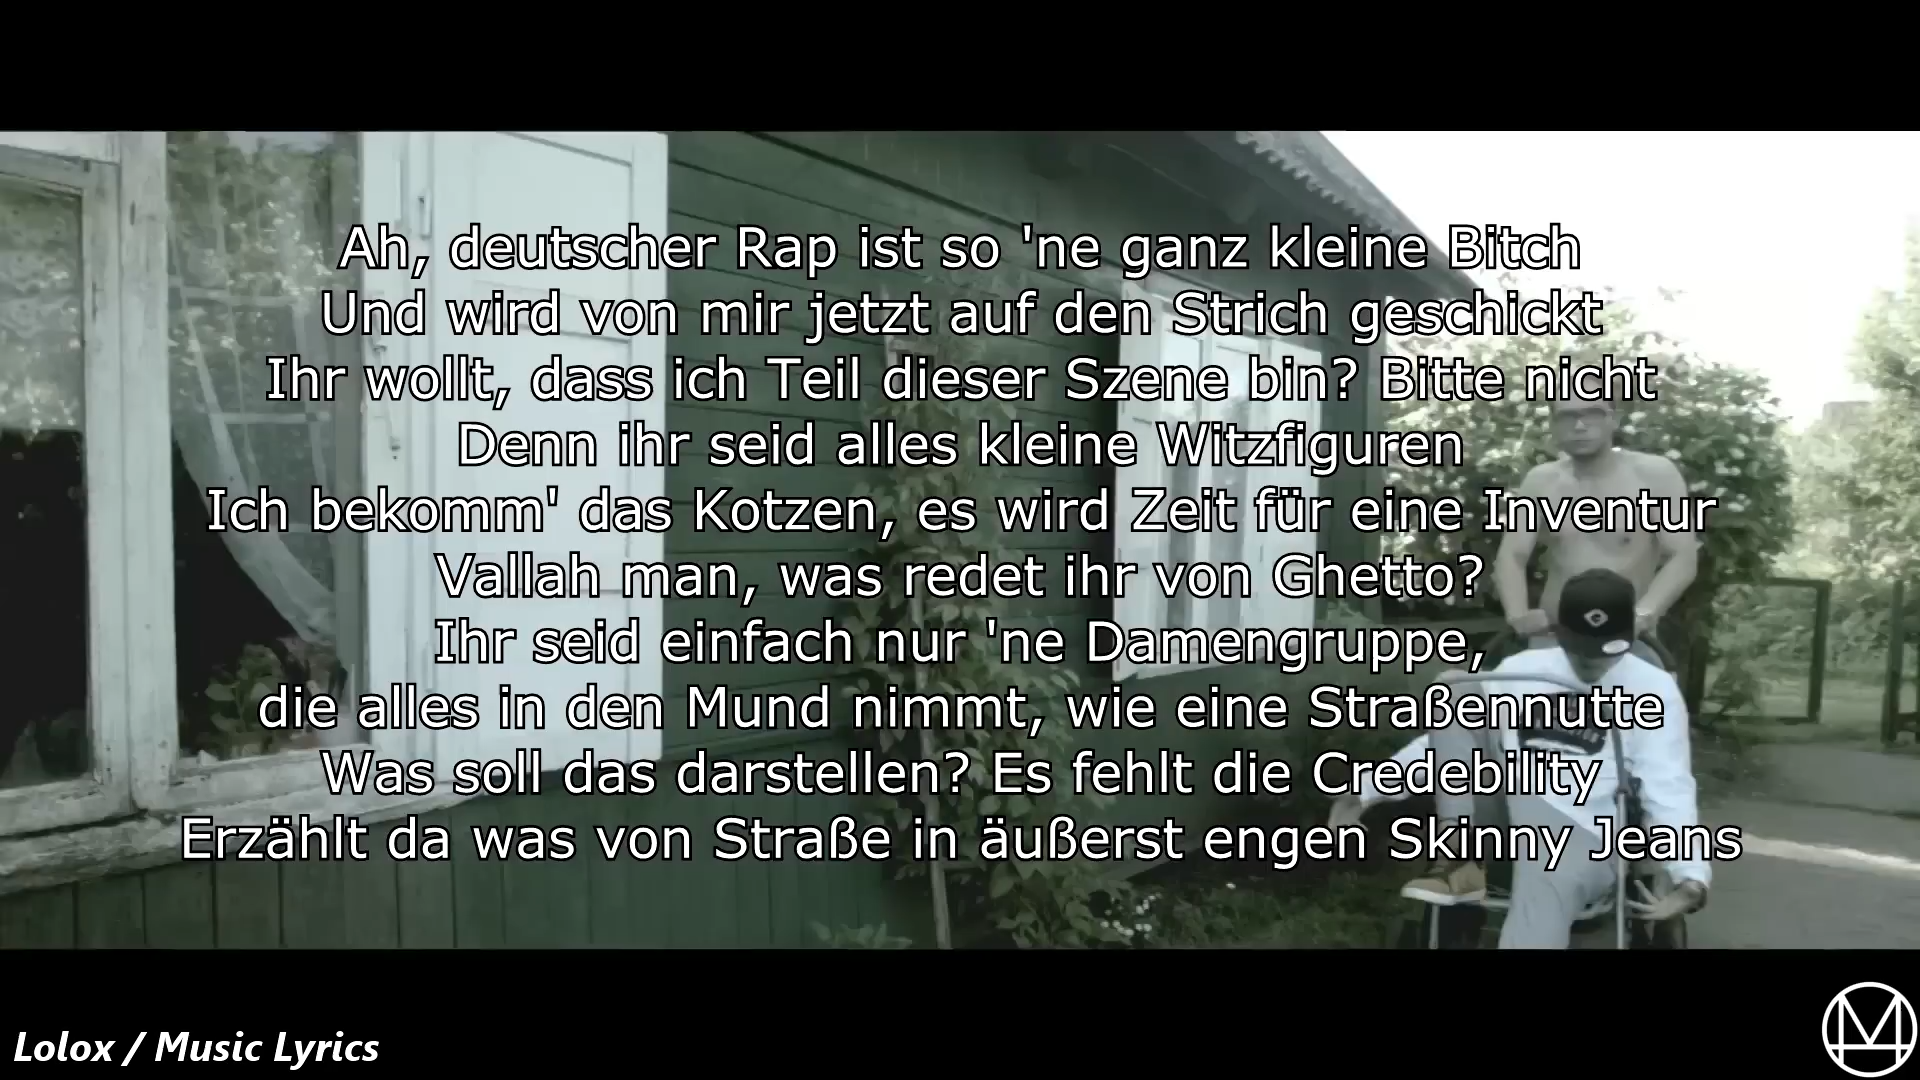 Ah, deutscher Rap ist so 'ne ganz kleine Bitch
Und wird von mir jetzt auf den Strich geschickt
Ihr wollt, dass ich Teil dieser Szene bin? Bitte nicht
Denn ihr seid alles kleine Witzfiguren
Ich bekomm' das Kotzen, es wird Zeit für eine Inventur
Vallah man, was redet ihr von Ghetto?
Ihr seid einfach nur 'ne Damengruppe,
die alles in den Mund nimmt, wie eine Straßennutte
Was soll das darstellen? Es fehlt die Credebility
Erzählt da was von Straße in äußerst engen Skinny Jeans
Lolox / Music Lyrics